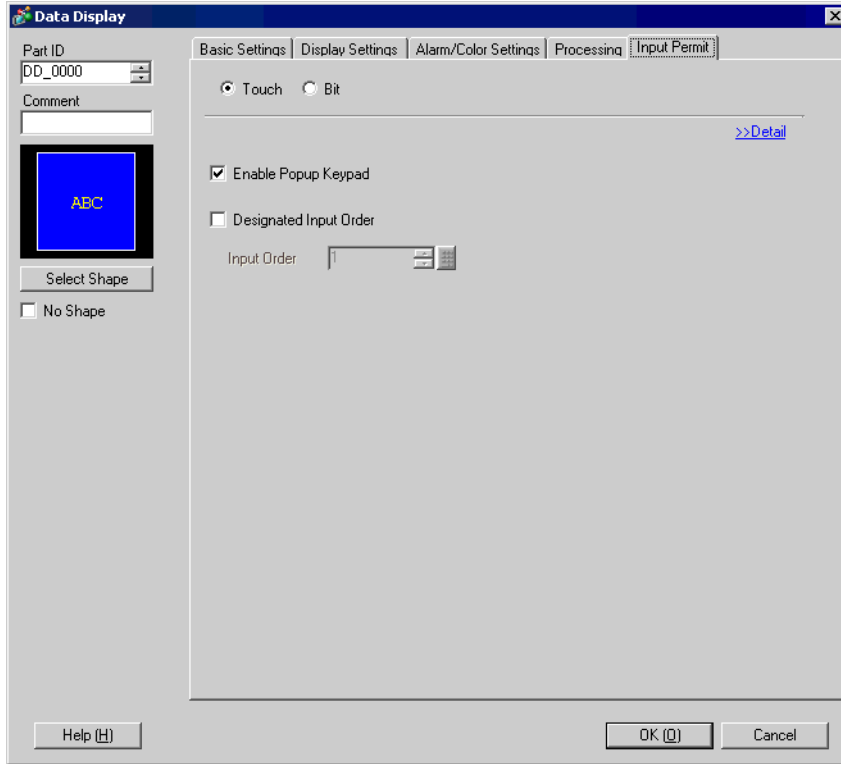 Data Display
Part ID
DD_0000
Comment
ABC
Select Shape
No Shape
Basic Settings Display Settings Alarm/Color Settings Processing Input Permit
Touch Bit
>>Detail
Enable Popup Keypad
Designated Input Order
Input Order 1
Help (H) OK (O) Cancel